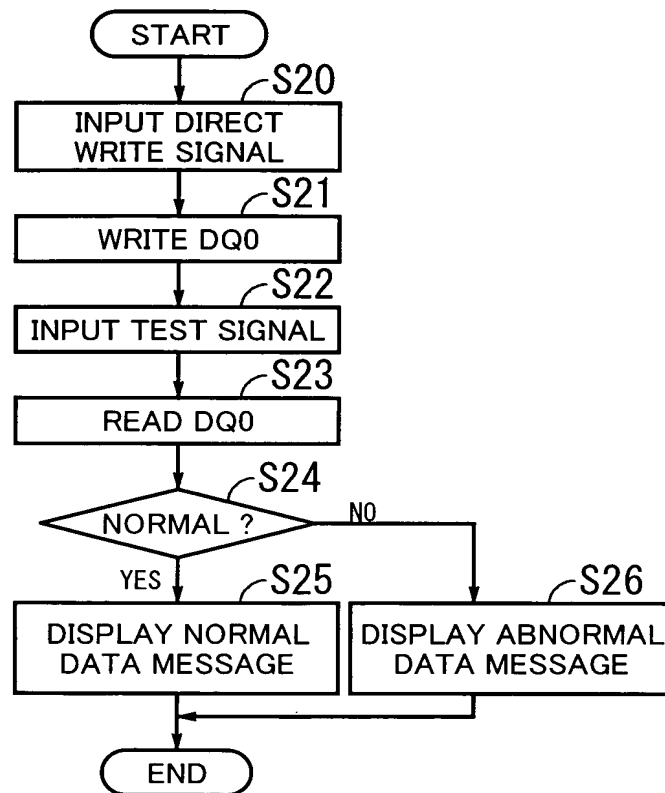 START
S20
INPUT DIRECT
WRITE SIGNAL
S21
WRITE DQ0
S22
INPUT TEST SIGNAL
S23
READ DQ0
S24
NORMAL ?
NO
YES
S25
DISPLAY NORMAL
DATA MESSAGE
S26
DISPLAY ABNORMAL
DATA MESSAGE
END